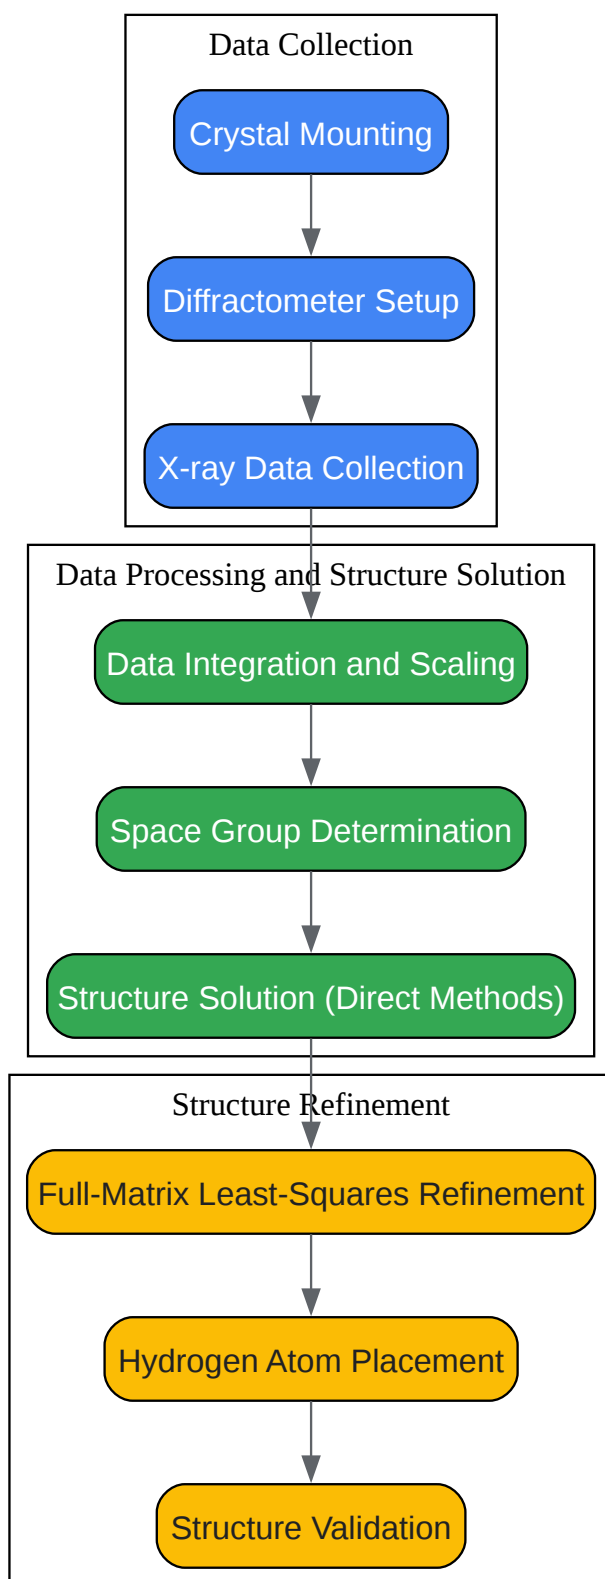 Data Collection
Crystal Mounting
Diffractometer Setup
X-ray Data Collection
Data Processing and Structure Solution
Data Integration and Scaling
Space Group Determination
Structure Solution (Direct Methods)
Structure Refinement
Full-Matrix Least-Squares Refinement
Hydrogen Atom Placement
Structure Validation